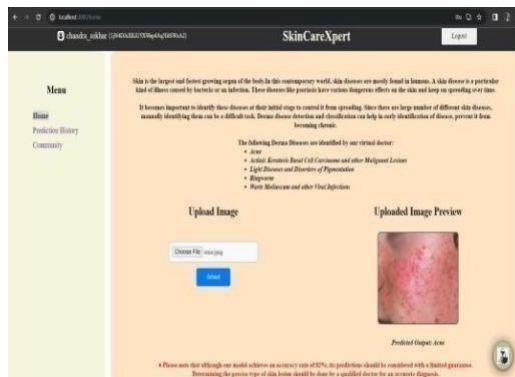 localhost
chandra_sekhar
SkinCareXpert
Logout
Menu
Home
Prediction History
Community
Skin is the largest and fastest growing organ of the body.In this contemporary world, skin diseases are mostly found in humans. A skin disease is a particular
kind of illness caused by bacteria or an infection. These diseases like psoriasis have various dangerous effects on the skin and keep on spreading over time.
It becomes important to identify these diseases at their initial stage to control it from spreading. Since there are large number of different skin diseases,
manually identifying them can be a difficult task. Derma disease detection and classification can help in early identification of disease, prevent it from
becoming chronic.
The following Derma Diseases are identified by our virtual doctor:
• Acne
• Actinic Keratosis Basal Cell Carcinoma and other Malignant Lesions
• Light Diseases and Disorders of Pigmentation
• Ringworm
• Warts Molluscum and other Viral Infections
Upload Image
Uploaded Image Preview
Choose File
Submit
Predicted Output: Acne
Please note that although our model achieves an accuracy rate of 92%, its predictions should be considered with a limited guarantee.
Determining the precise type of skin lesion should be done by a qualified doctor for an accurate diagnosis.